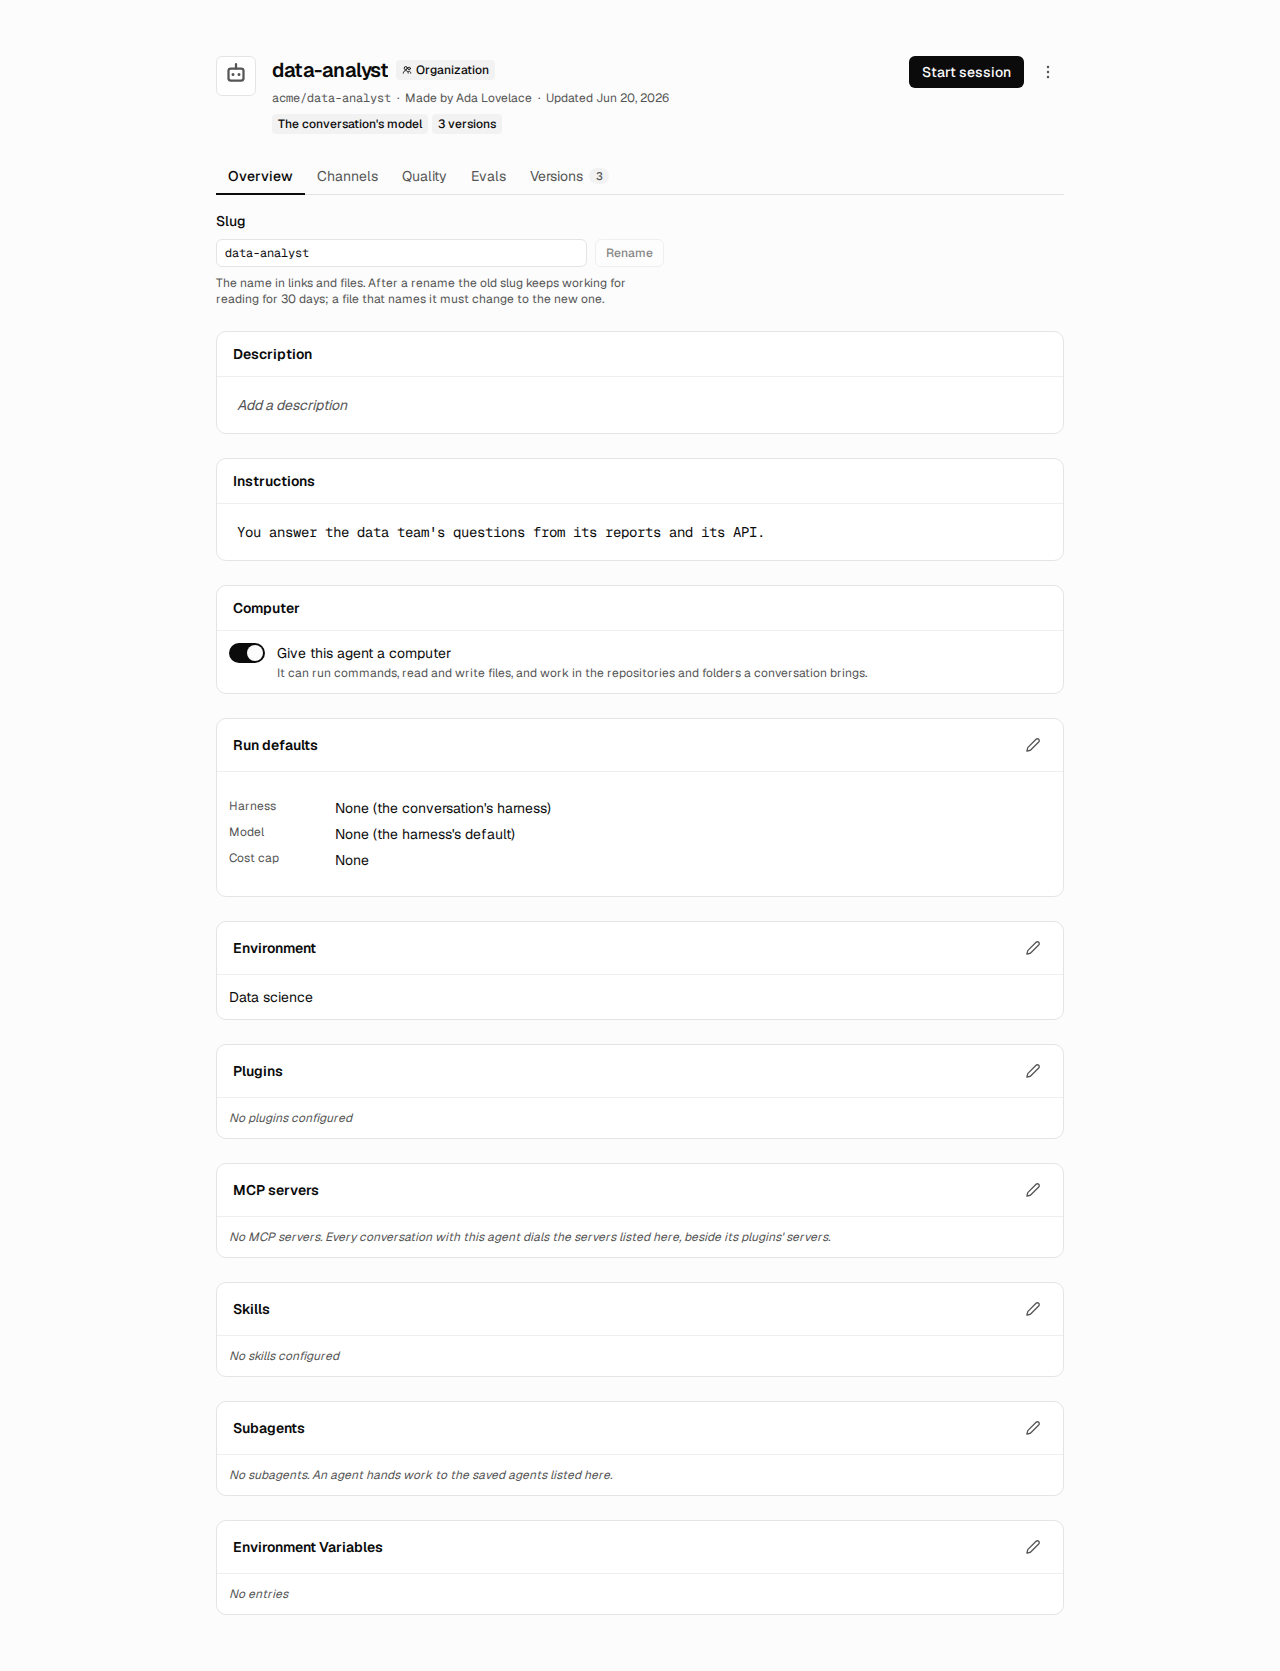 data-analyst
Organization
Start session
acme/data-analyst · Made by Ada Lovelace · Updated Jun 20, 2026
The conversation's model
3 versions
Overview
Channels
Quality
Evals
Versions 3
Slug
data-analyst
Rename
The name in links and files. After a rename the old slug keeps working for
reading for 30 days; a file that names it must change to the new one.
Description
Add a description
Instructions
You answer the data team's questions from its reports and its API.
Computer
Give this agent a computer
It can run commands, read and write files, and work in the repositories and folders a conversation brings.
Run defaults
Harness None (the conversation's harness)
Model None (the harness's default)
Cost cap None
Environment
Data science
Plugins
No plugins configured
MCP servers
No MCP servers. Every conversation with this agent dials the servers listed here, beside its plugins' servers.
Skills
No skills configured
Subagents
No subagents. An agent hands work to the saved agents listed here.
Environment Variables
No entries